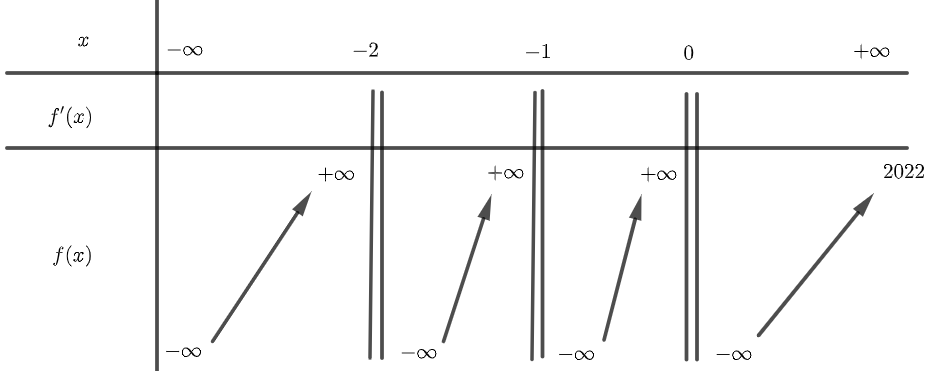 x −∞ −2 −1 0 +∞
f′(x)
+∞ +∞ +∞ 2022
f(x)
−∞ −∞ −∞ −∞